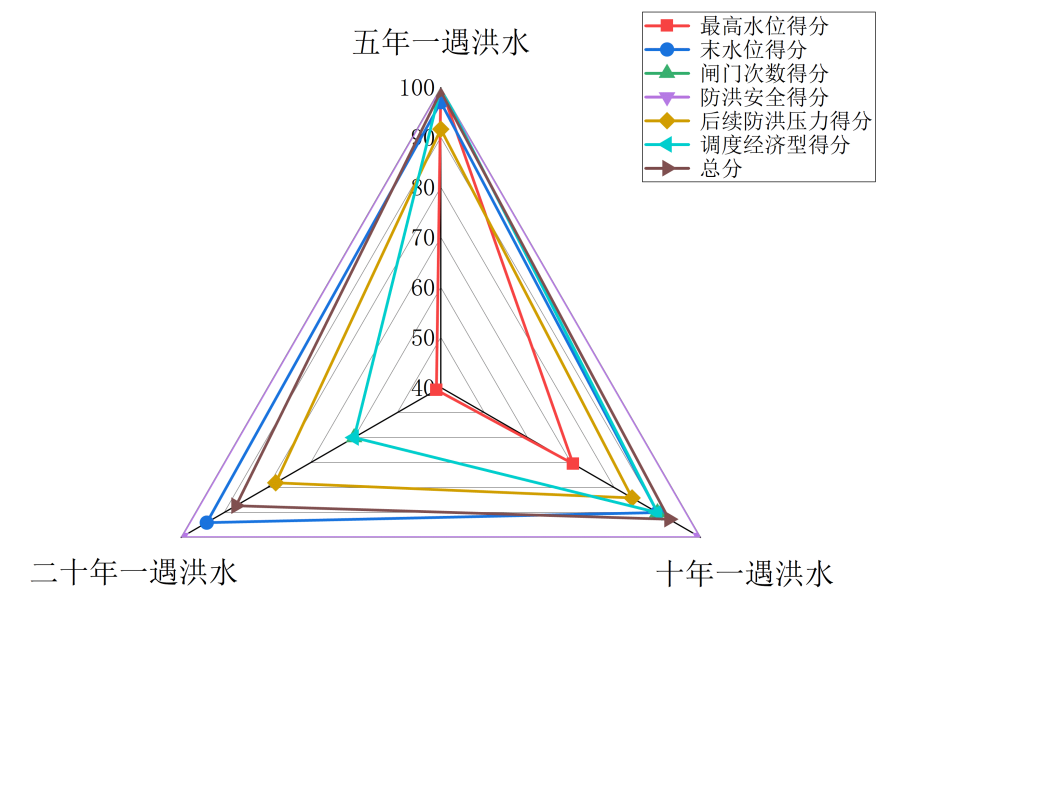 五年一遇洪水
最高水位得分
末水位得分
闸门次数得分
防洪安全得分
后续防洪压力得分
调度经济型得分
总分
100
90
80
70
60
50
40
二十年一遇洪水
十年一遇洪水